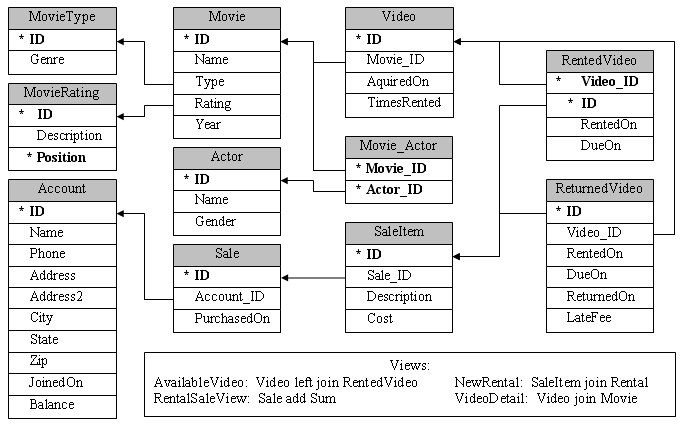 MovieType
* ID
Genre
MovieRating
* ID
Description
* Position
Account
* ID
Name
Phone
Address
Address2
City
State
Zip
JoinedOn
Balance
Movie
* ID
Name
Type
Rating
Year
Actor
* ID
Name
Gender
Sale
* ID
Account_ID
PurchasedOn
Video
* ID
Movie_ID
AquiredOn
TimesRented
Movie_Actor
* Movie_ID
* Actor_ID
SaleItem
* ID
Sale_ID
Description
Cost
RentedVideo
* Video_ID
* ID
RentedOn
DueOn
ReturnedVideo
* ID
Video_ID
RentedOn
DueOn
ReturnedOn
LateFee
Views:
AvailableVideo: Video left join RentedVideo
RentalSaleView: Sale add Sum
NewRental: SaleItem join Rental
VideoDetail: Video join Movie